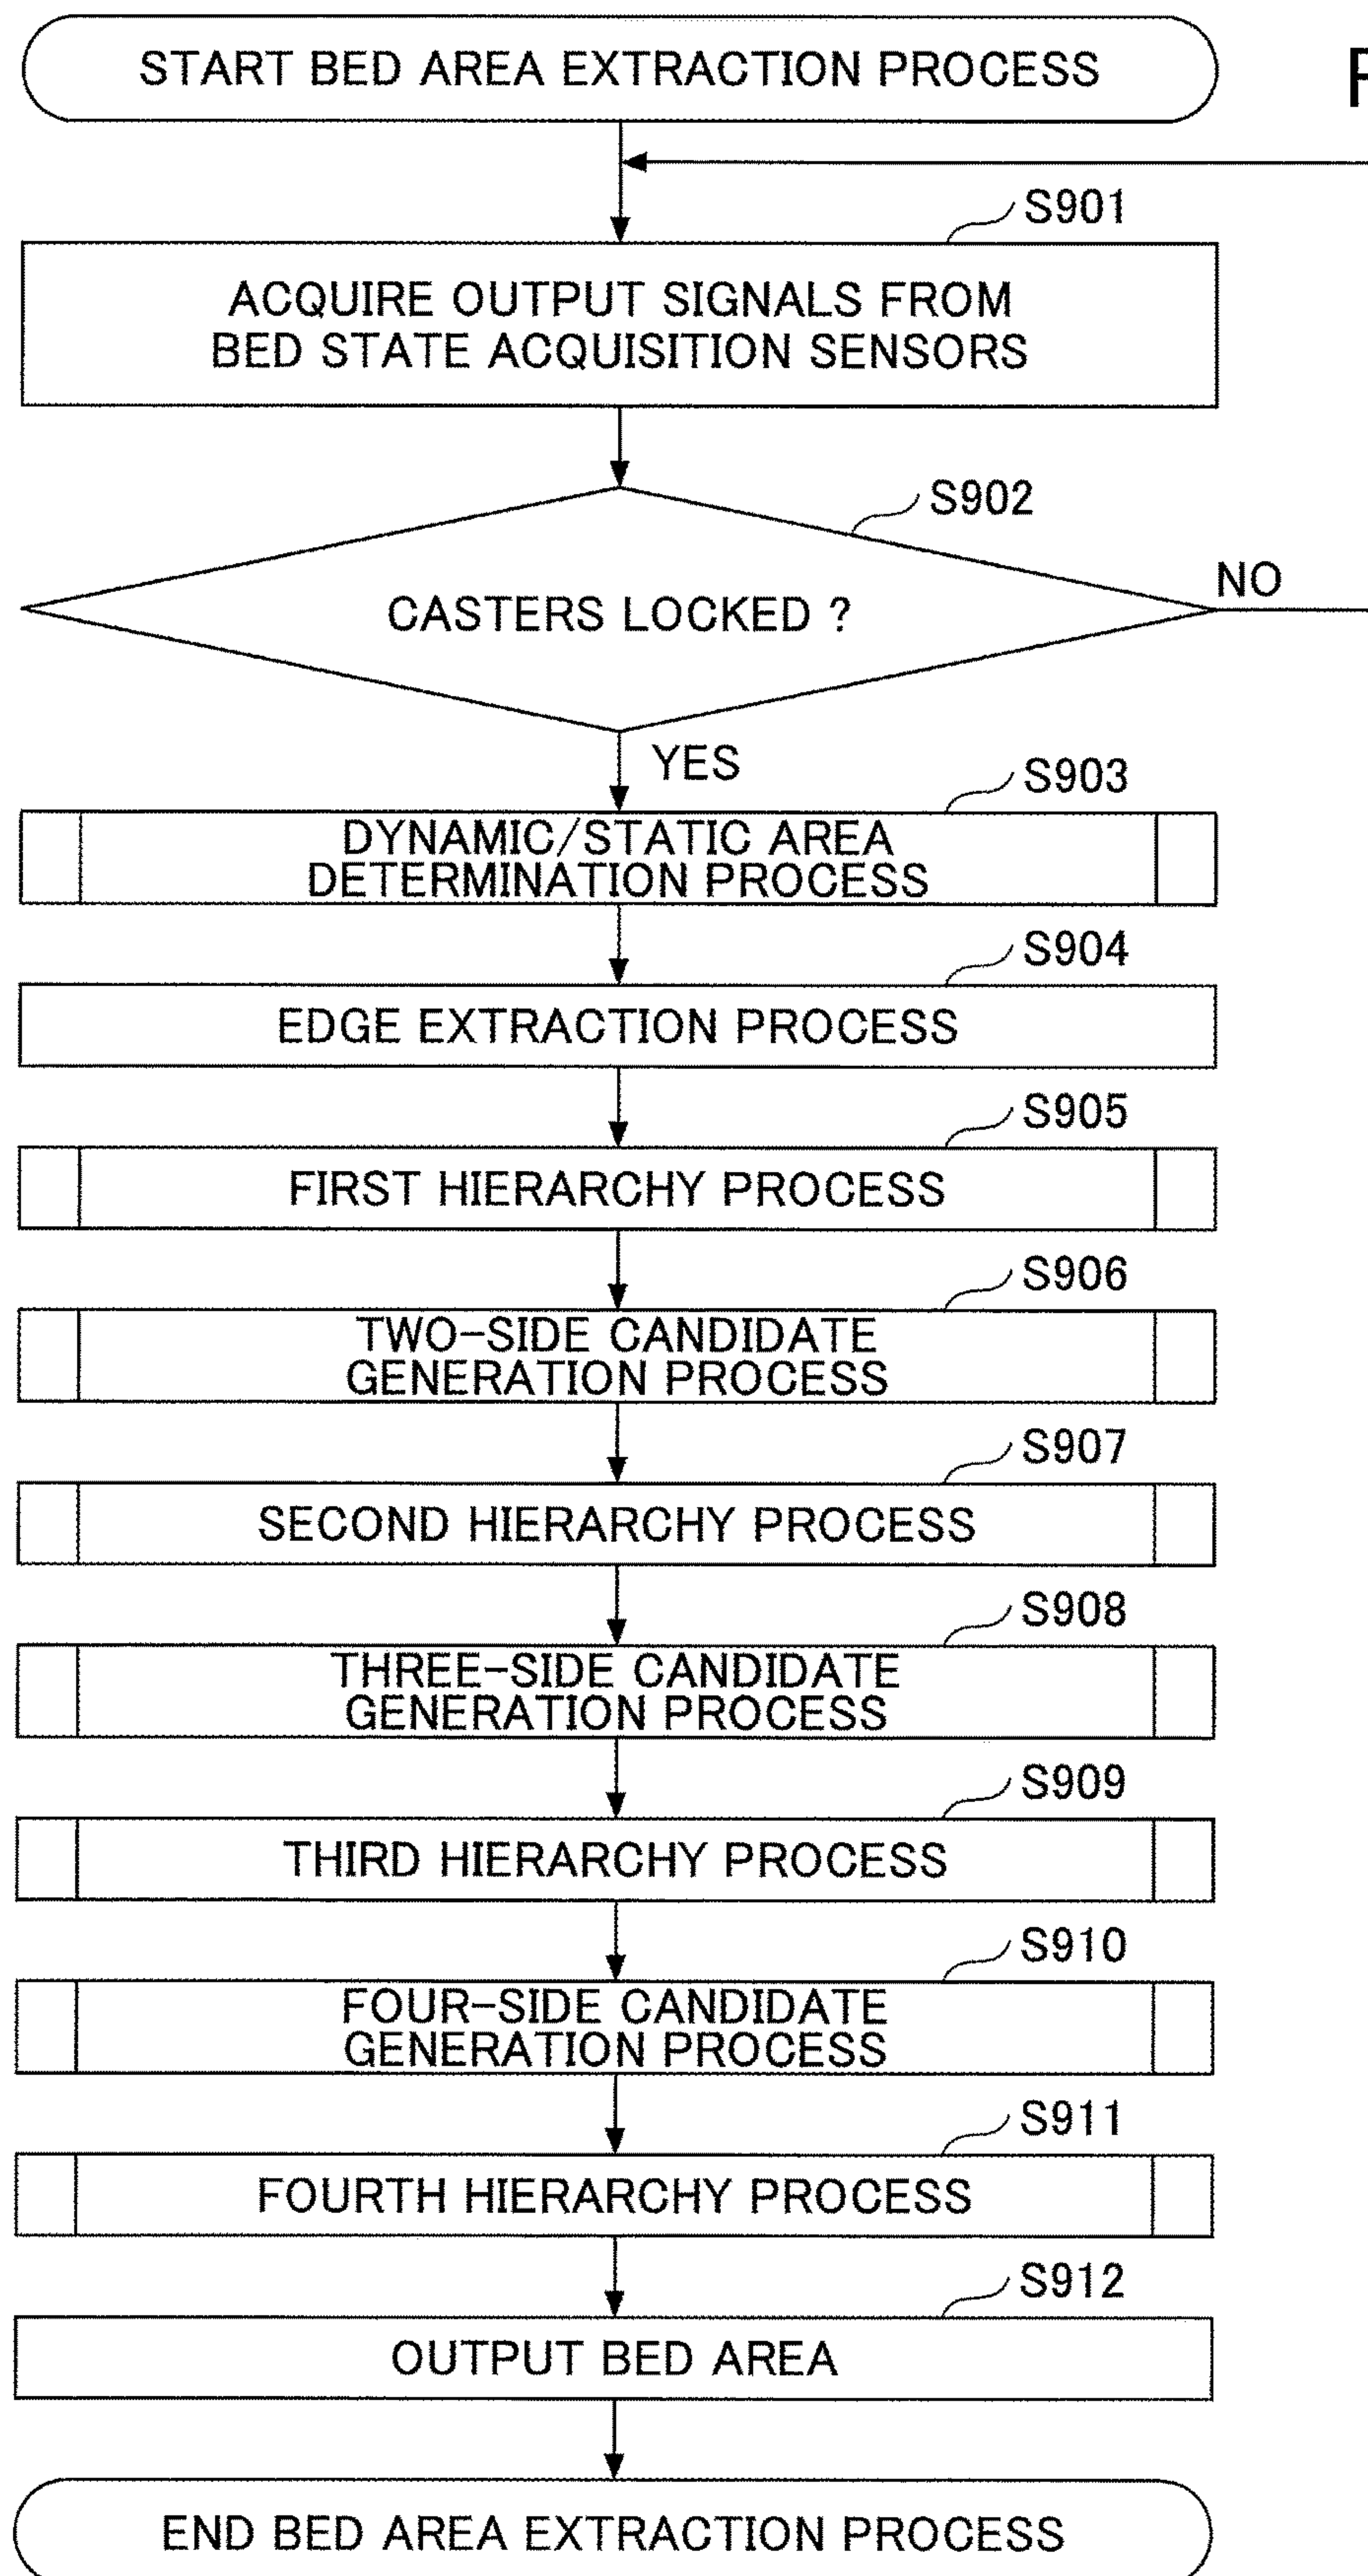 START BED AREA EXTRACTION PROCESS
S901
ACQUIRE OUTPUT SIGNALS FROM
BED STATE ACQUISITION SENSORS
S902
CASTERS LOCKED ?
NO
YES
S903
DYNAMIC/STATIC AREA
DETERMINATION PROCESS
S904
EDGE EXTRACTION PROCESS
S905
FIRST HIERARCHY PROCESS
S906
TWO-SIDE CANDIDATE
GENERATION PROCESS
S907
SECOND HIERARCHY PROCESS
S908
THREE-SIDE CANDIDATE
GENERATION PROCESS
S909
THIRD HIERARCHY PROCESS
S910
FOUR-SIDE CANDIDATE
GENERATION PROCESS
S911
FOURTH HIERARCHY PROCESS
S912
OUTPUT BED AREA
END BED AREA EXTRACTION PROCESS